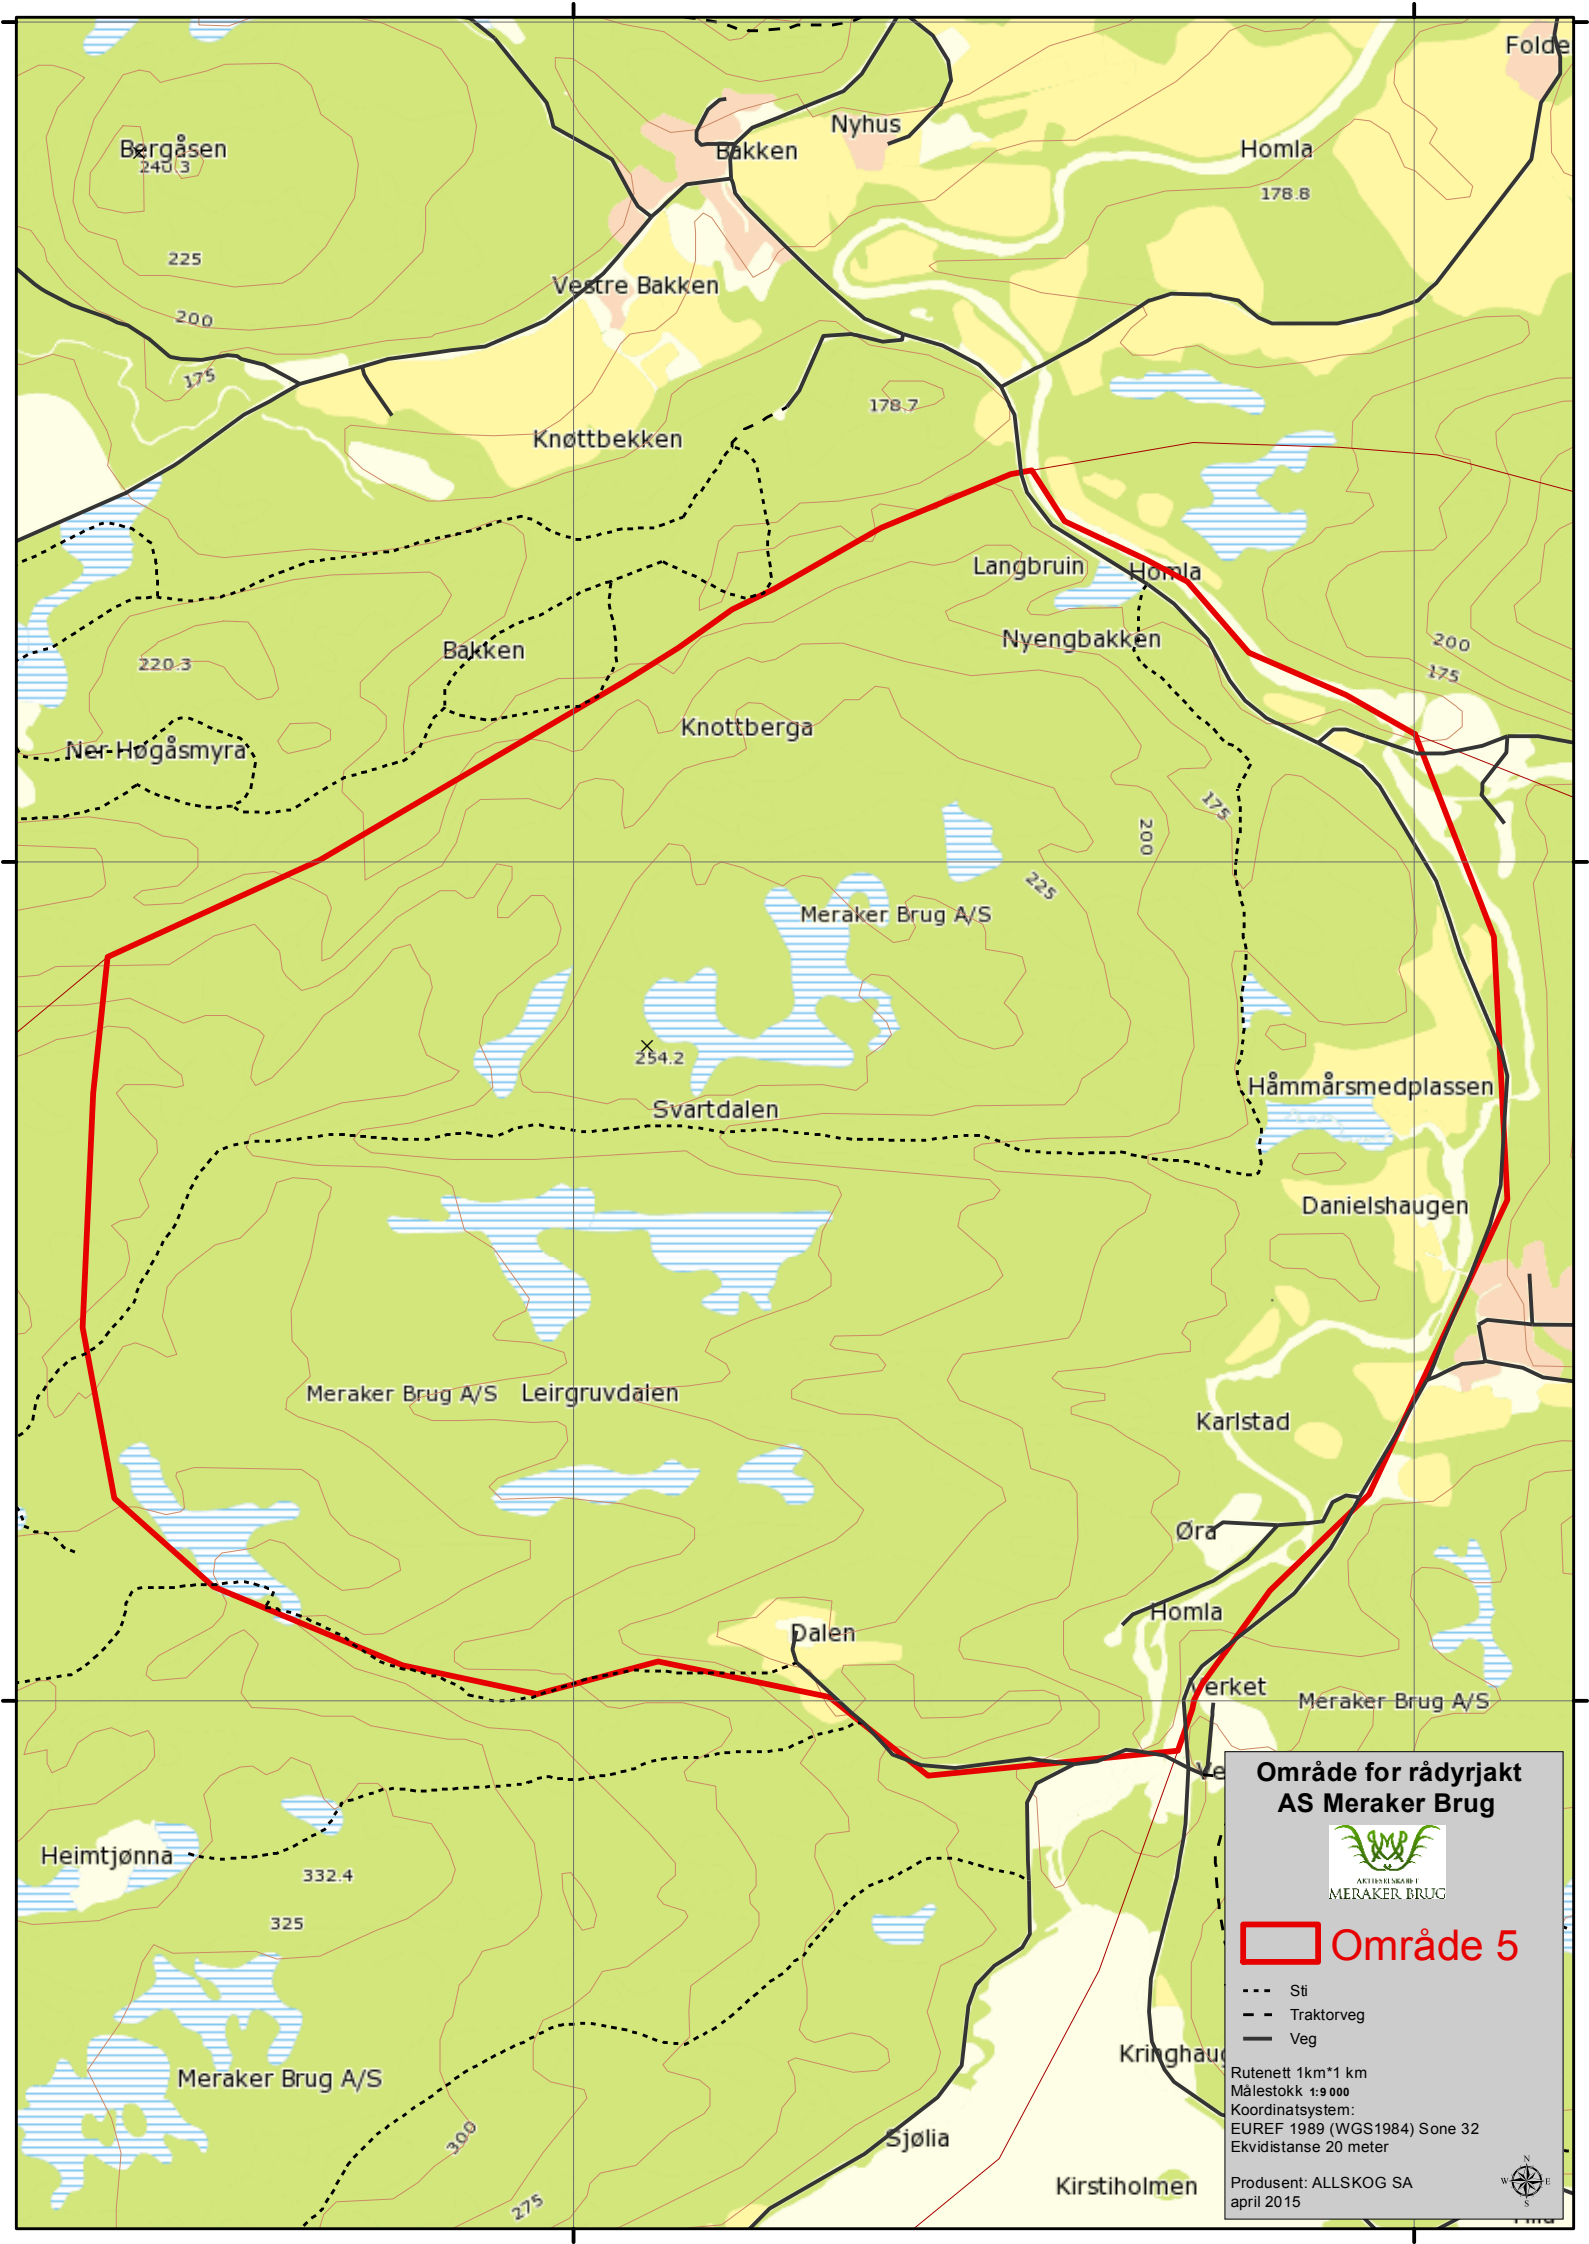 Folde
Nyhus
Bakken
Homla
Bergåsen
240.3
178.8
225
Vestre Bakken
200
175
178.7
Knøttbekken
Langbruin
Homla
Nyengbakken
200
Bakken
220.3
175
Knottberga
Ner-Høgåsmyra
175
200
225
Meraker Brug A/S
254.2
Håmmårsmedplassen
Svartdalen
Danielshaugen
Meraker Brug A/S
Leirgruvdalen
Karlstad
Øra
Homla
Dalen
Verket
Meraker Brug A/S
Ve
Heimtjønna
332.4
325
Kringhaug
Meraker Brug A/S
300
Sjølia
Kirstiholmen
275
Område for rådyrjakt
AS Meraker Brug
AKTIESELSKABET
MERAKER BRUG
Område 5
Sti
Traktorveg
Veg
Rutenett 1km*1 km
Målestokk 1:9 000
Koordinatsystem:
EUREF 1989 (WGS1984) Sone 32
Ekvidistanse 20 meter
Produsent: ALLSKOG SA
april 2015
N
W E
S